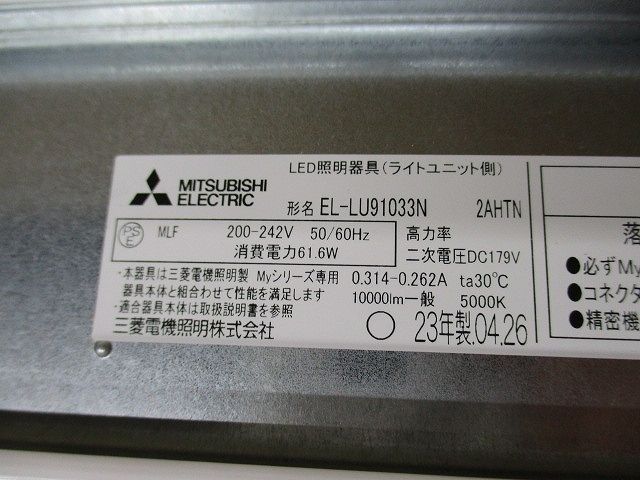 LED照明器具(ライトユニット側)
MITSUBISHI
ELECTRIC
形名 EL-LU91033N 2AHTN
PSE MLF 200-242V 50/60Hz
消費電力61.6W
高力率
二次電圧DC179V
・本器具は三菱電機照明製 Myシリーズ専用
器具本体と組合わせて性能を満足します
・適合器具本体は取扱説明書を参照
0.314-0.262A ta30℃
10000lm一般 5000K
三菱電機照明株式会社
23年製.04.26
落
●必ずMy
●コネクタ
●精密機